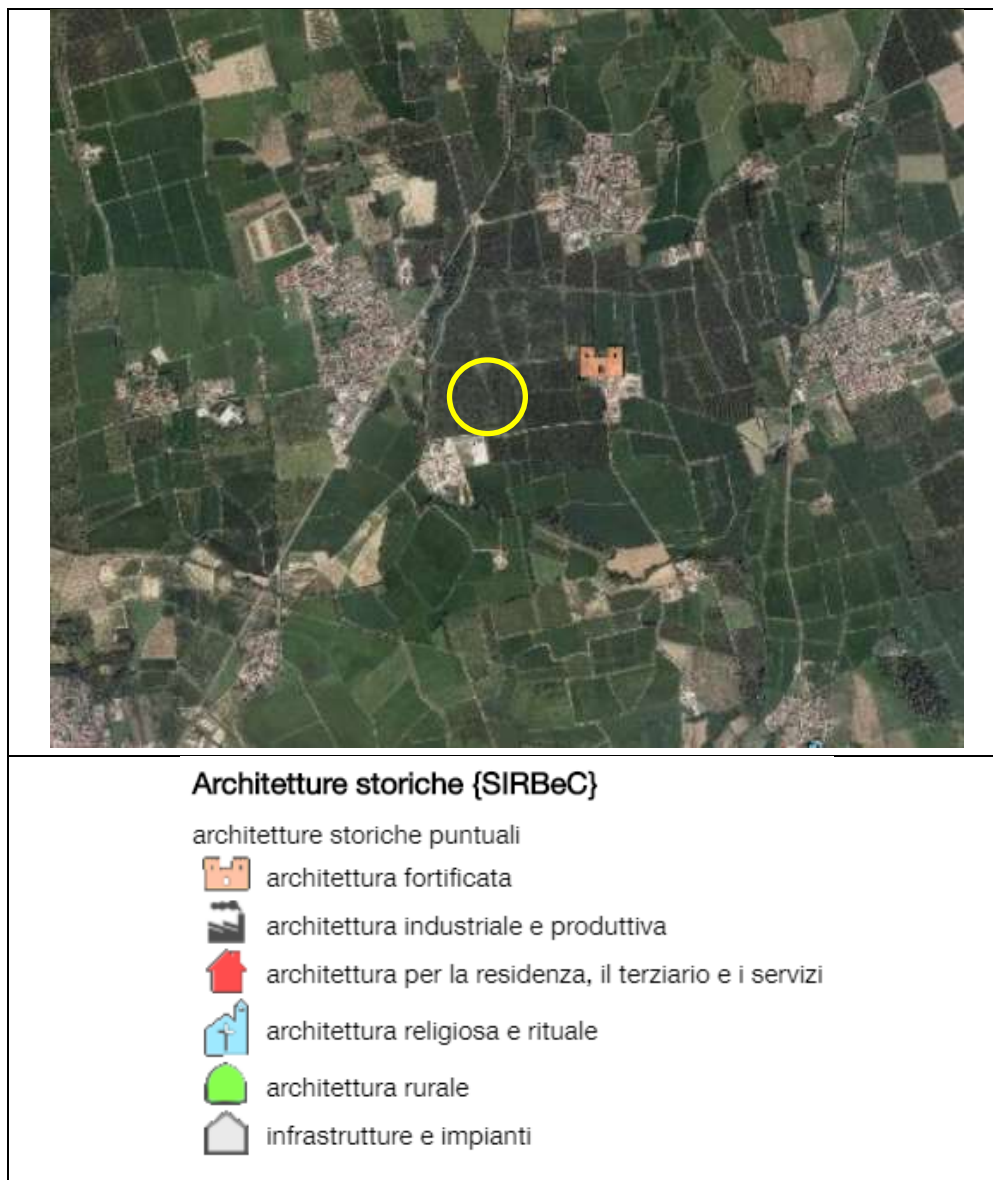 Architetture storiche {SIRBeC}
architetture storiche puntuali
architettura fortificata
architettura industriale e produttiva
architettura per la residenza, il terziario e i servizi
architettura religiosa e rituale
architettura rurale
infrastrutture e impianti